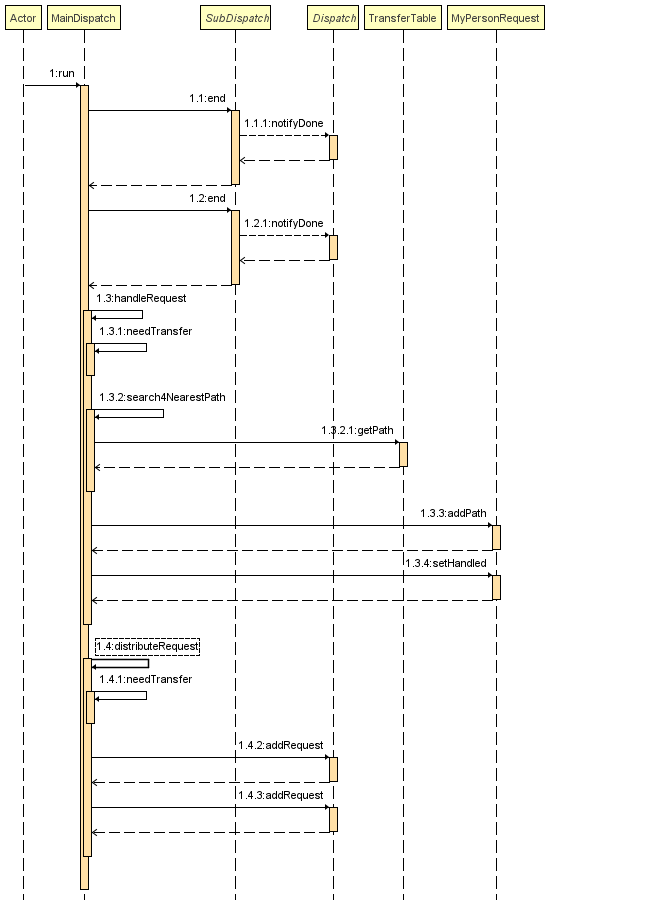 Actor
MainDispatch
SubDispatch
Dispatch
TransferTable
MyPersonRequest
1:run
1.1:end
1.1.1:notifyDone
1.2:end
1.2.1:notifyDone
1.3:handleRequest
1.3.1:needTransfer
1.3.2:search4NearestPath
1.3.2.1:getPath
1.3.3:addPath
1.3.4:setHandled
1.4:distributeRequest
1.4.1:needTransfer
1.4.2:addRequest
1.4.3:addRequest